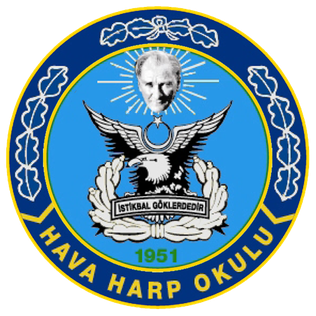 İSTİKBAL GÖKLERDEDİR
1951
HAVA HARP OKULU